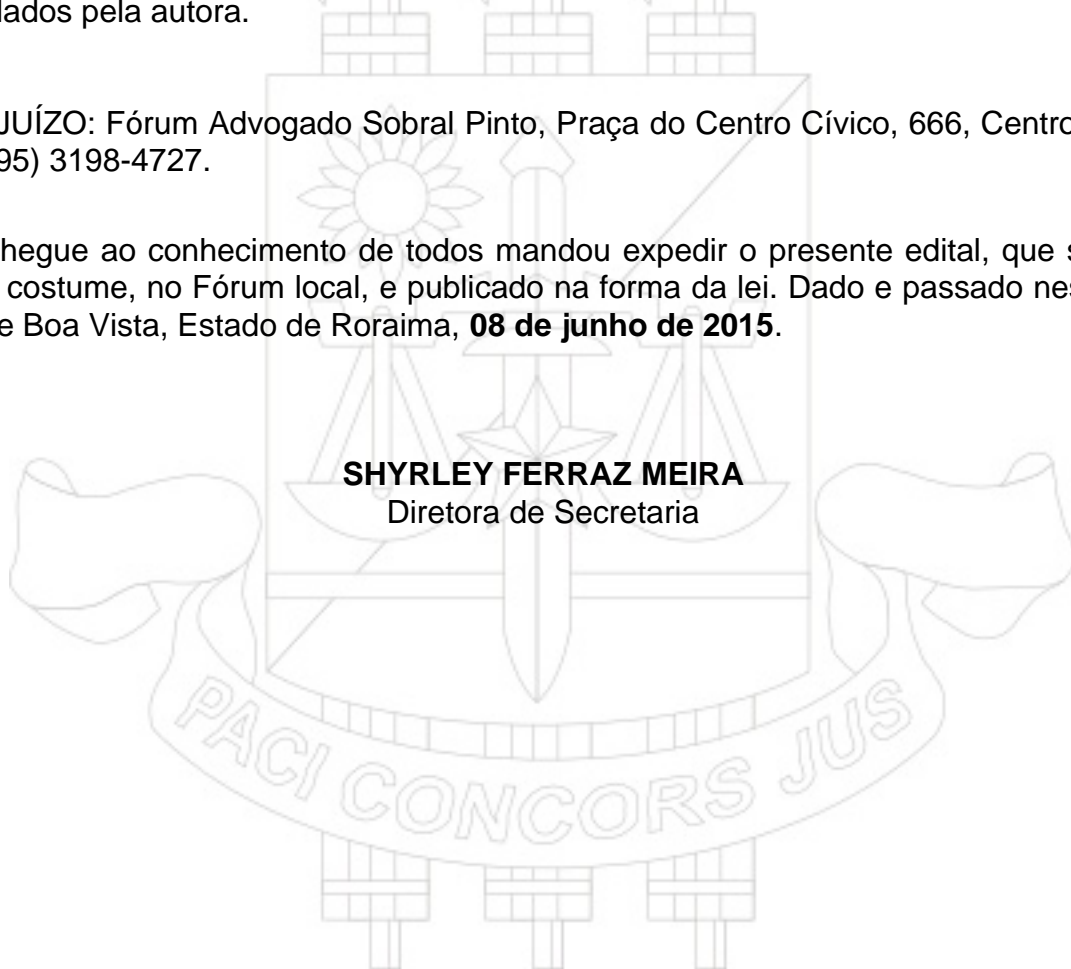 lados pela autora.
JUÍZO: Fórum Advogado Sobral Pinto, Praça do Centro Cívico, 666, Centro
95) 3198-4727.
hegue ao conhecimento de todos mandou expedir o presente edital, que s
costume, no Fórum local, e publicado na forma da lei. Dado e passado nes
e Boa Vista, Estado de Roraima, 08 de junho de 2015.
SHYRLEY FERRAZ MEIRA
Diretora de Secretaria
PACI CONCORS JUS